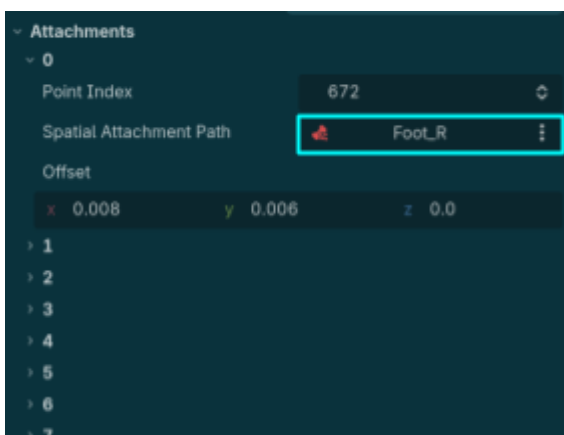 Attachments
0
Point Index 672
Spatial Attachment Path Foot_R
Offset
x 0.008 y 0.006 z 0.0
1
2
3
4
5
6
7